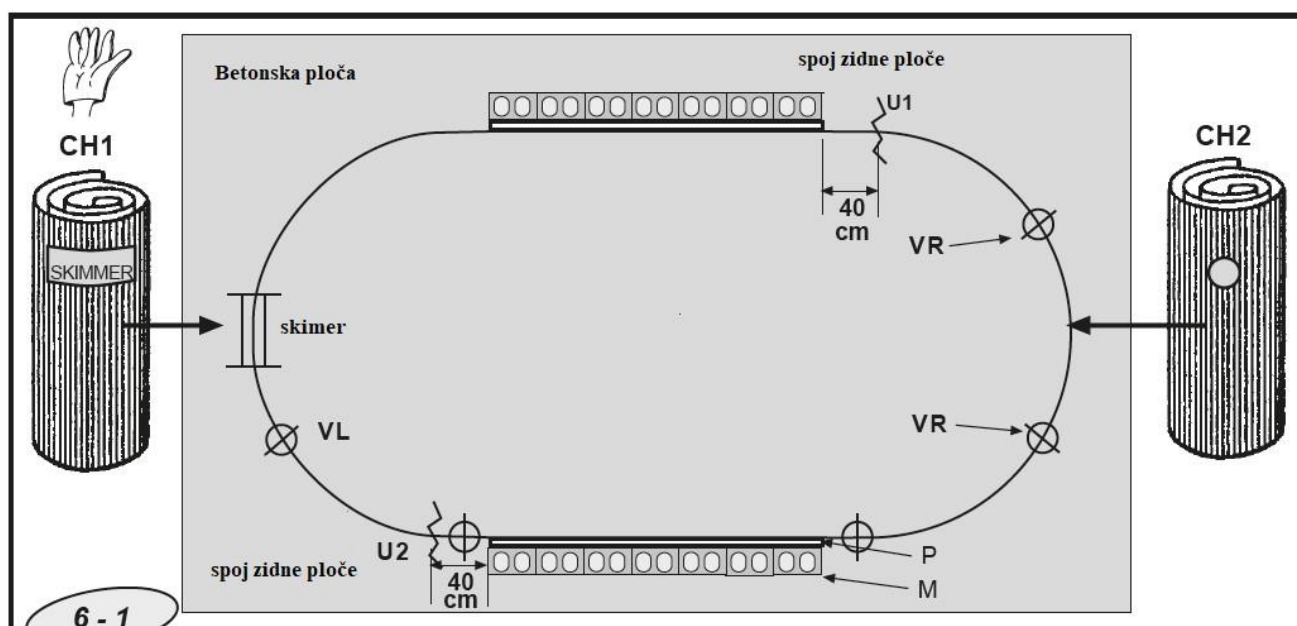 Betonska ploča
spoj zidne ploče
U1
CH1
CH2
SKIMMER
40
cm
VR
skimer
VL
VR
U2
P
spoj zidne ploče
40
cm
M
6 - 1